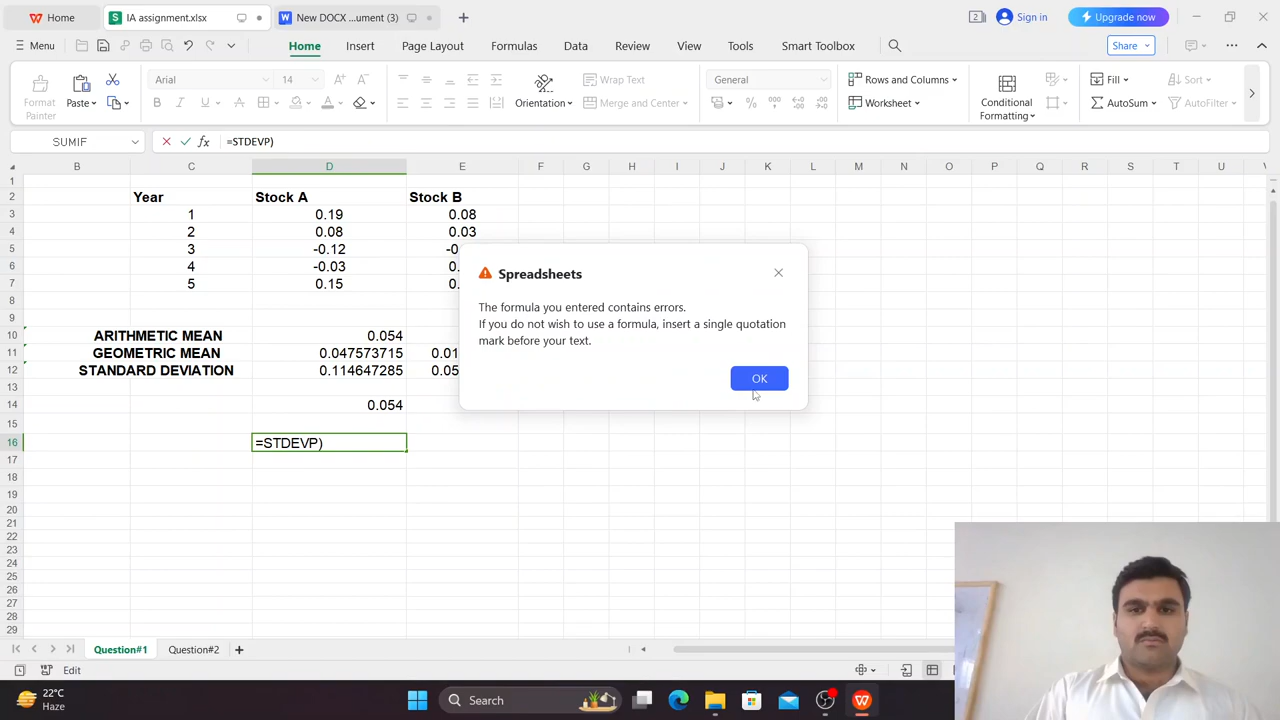 Home
IA assignment.xlsx
New DOCX ...ument (3)
Sign in
Upgrade now
Menu
Home
Insert
Page Layout
Formulas
Data
Review
View
Tools
Smart Toolbox
Share
Format Painter
Paste
Arial
14
Orientation
Wrap Text
Merge and Center
General
Rows and Columns
Worksheet
Conditional Formatting
Fill
AutoSum
Sort
AutoFilter
SUMIF
=STDEVP)
B C D E F G H I J K L M N O P Q R S T U
1
2 Year Stock A Stock B
3 1 0.19 0.08
4 2 0.08 0.03
5 3 -0.12 -0
6 4 -0.03 0.
7 5 0.15 0.
8
9
10 ARITHMETIC MEAN 0.054
11 GEOMETRIC MEAN 0.047573715 0.01
12 STANDARD DEVIATION 0.114647285 0.05
13
14 0.054
15
16 =STDEVP)
17
18
19
20
21
22
23
24
25
26
27
28
29
Spreadsheets
The formula you entered contains errors.
If you do not wish to use a formula, insert a single quotation
mark before your text.
OK
Question#1
Question#2
Edit
22°C
Haze
Search